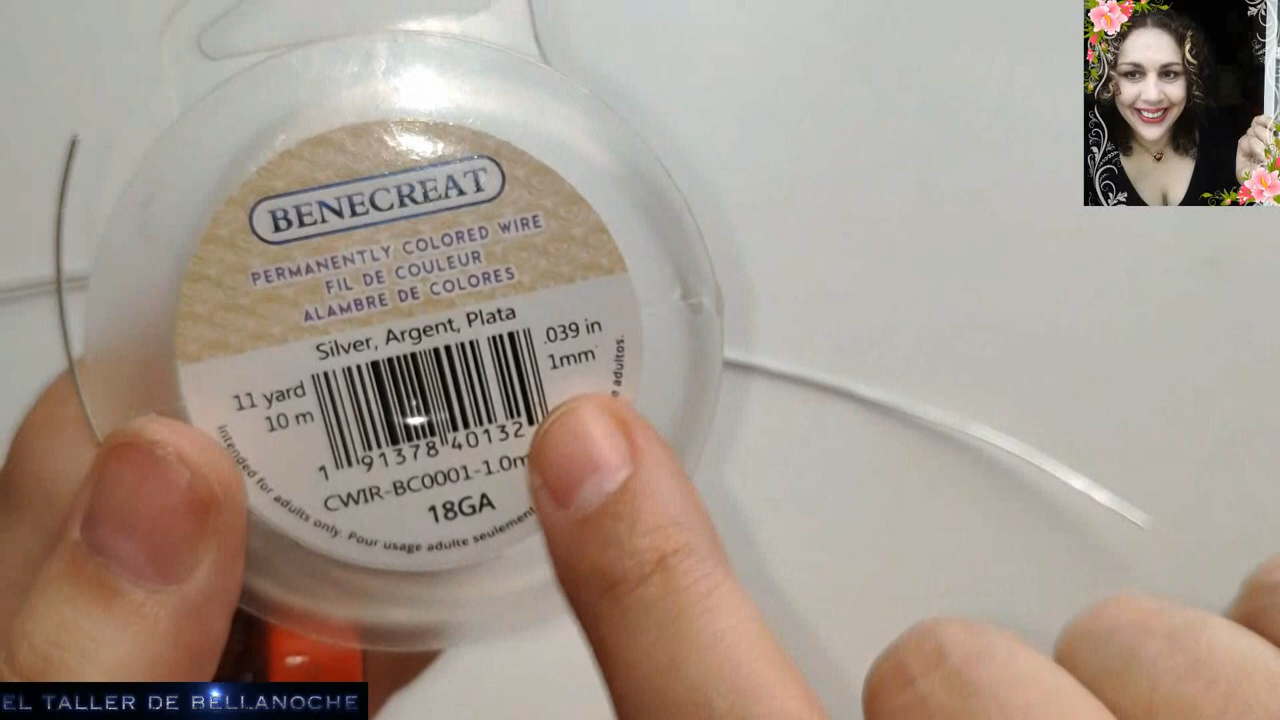 BENECREAT
PERMANENTLY COLORED WIRE
FIL DE COULEUR
ALAMBRE DE COLORES
Silver, Argent, Plata
11 yard
10 m
.039 in
1mm
1 91378 40132
CWIR-BC0001-1.0m
18GA
Intended for adults only. Pour usage adulte seulement
adultos.
EL TALLER DE BELLANOCHE